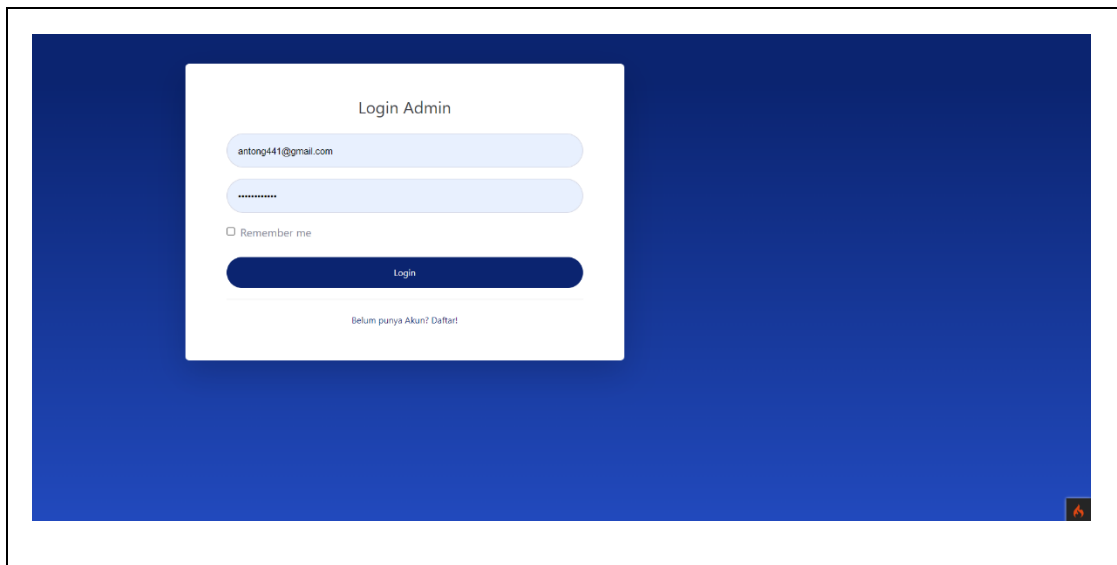 Login Admin
antong441@gmail.com
••••••••••••
Remember me
Login
Belum punya Akun? Daftar!